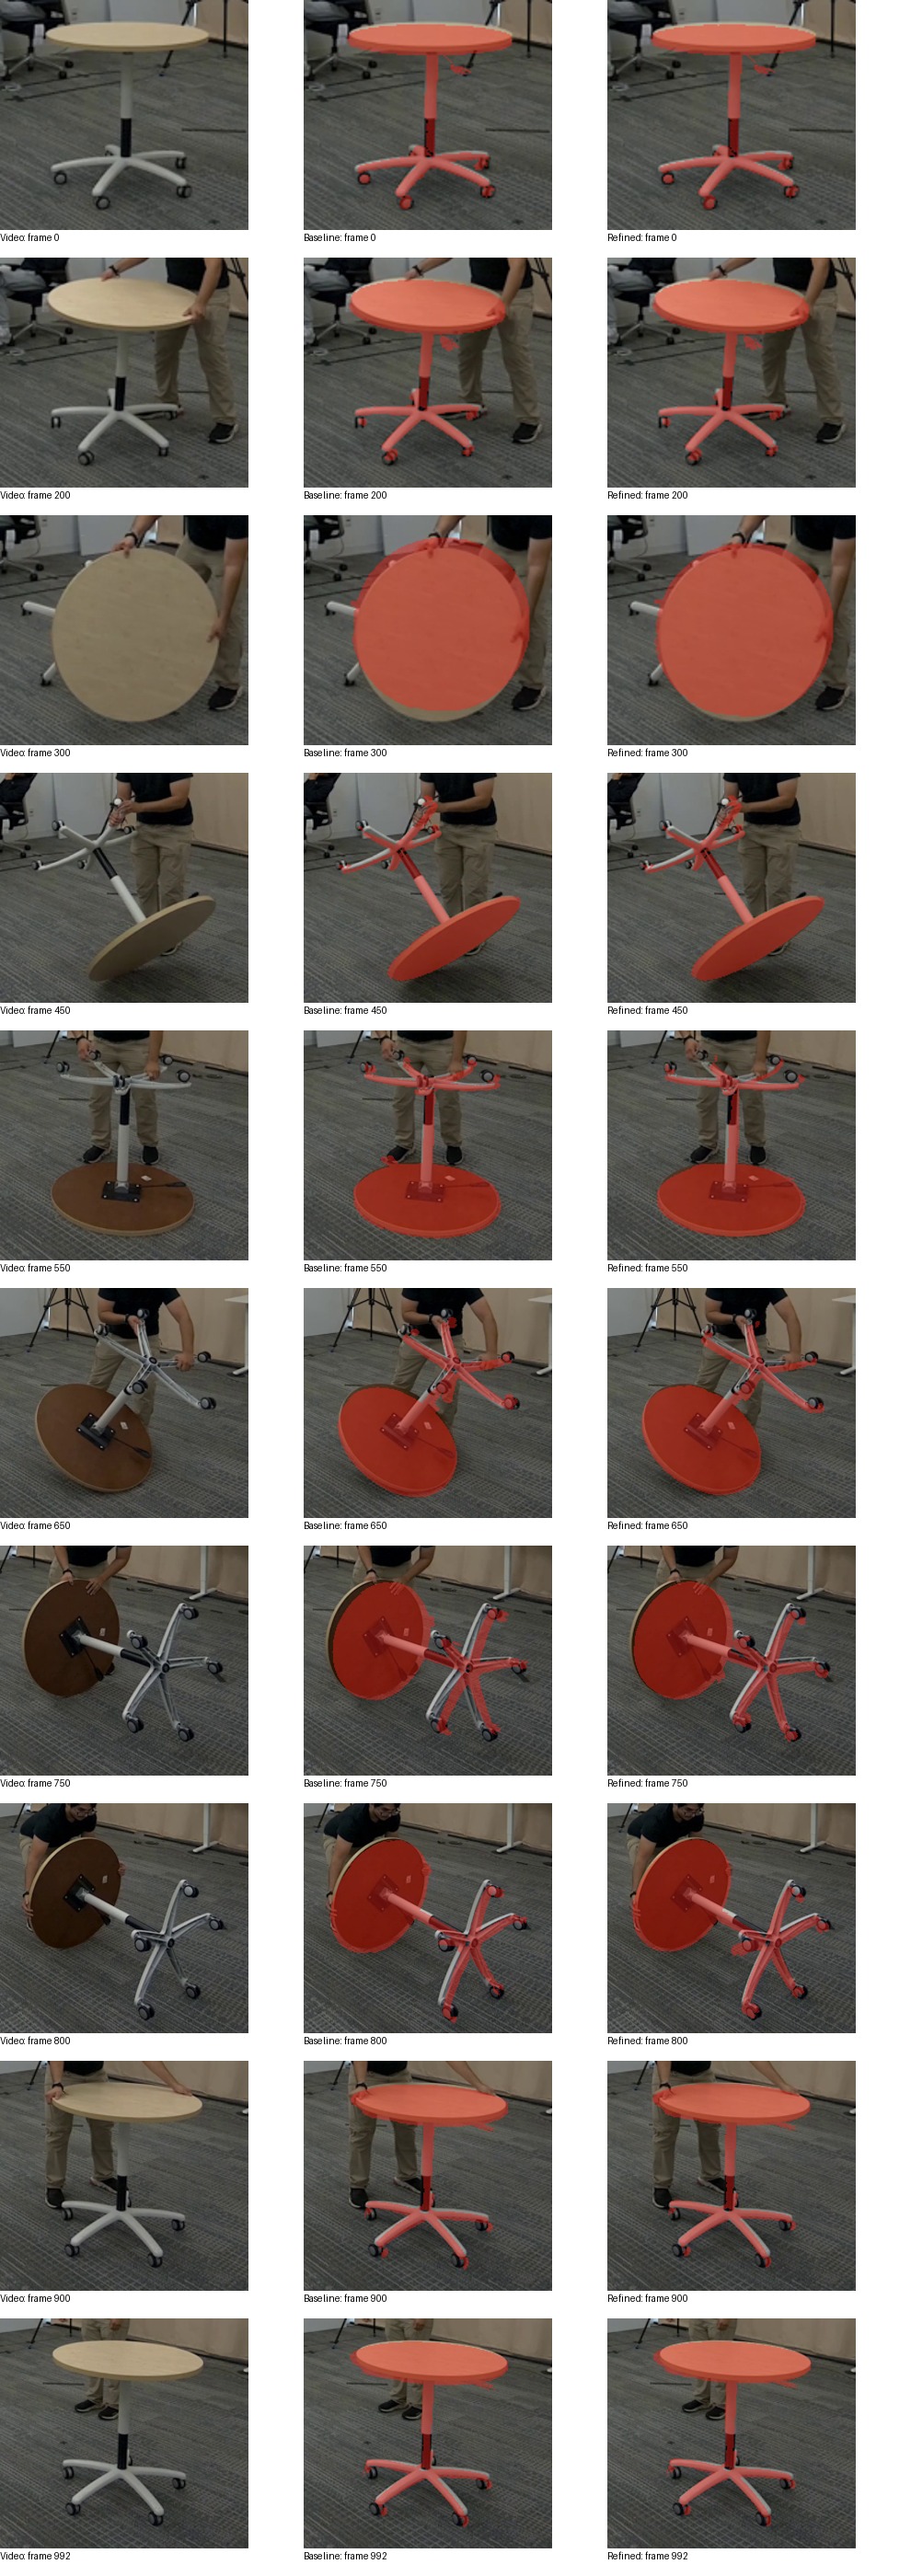 Video: frame 0
Baseline: frame 0
Refined: frame 0
Video: frame 200
Baseline: frame 200
Refined: frame 200
Video: frame 300
Baseline: frame 300
Refined: frame 300
Video: frame 450
Baseline: frame 450
Refined: frame 450
Video: frame 550
Baseline: frame 550
Refined: frame 550
Video: frame 650
Baseline: frame 650
Refined: frame 650
Video: frame 750
Baseline: frame 750
Refined: frame 750
Video: frame 800
Baseline: frame 800
Refined: frame 800
Video: frame 900
Baseline: frame 900
Refined: frame 900
Video: frame 992
Baseline: frame 992
Refined: frame 992